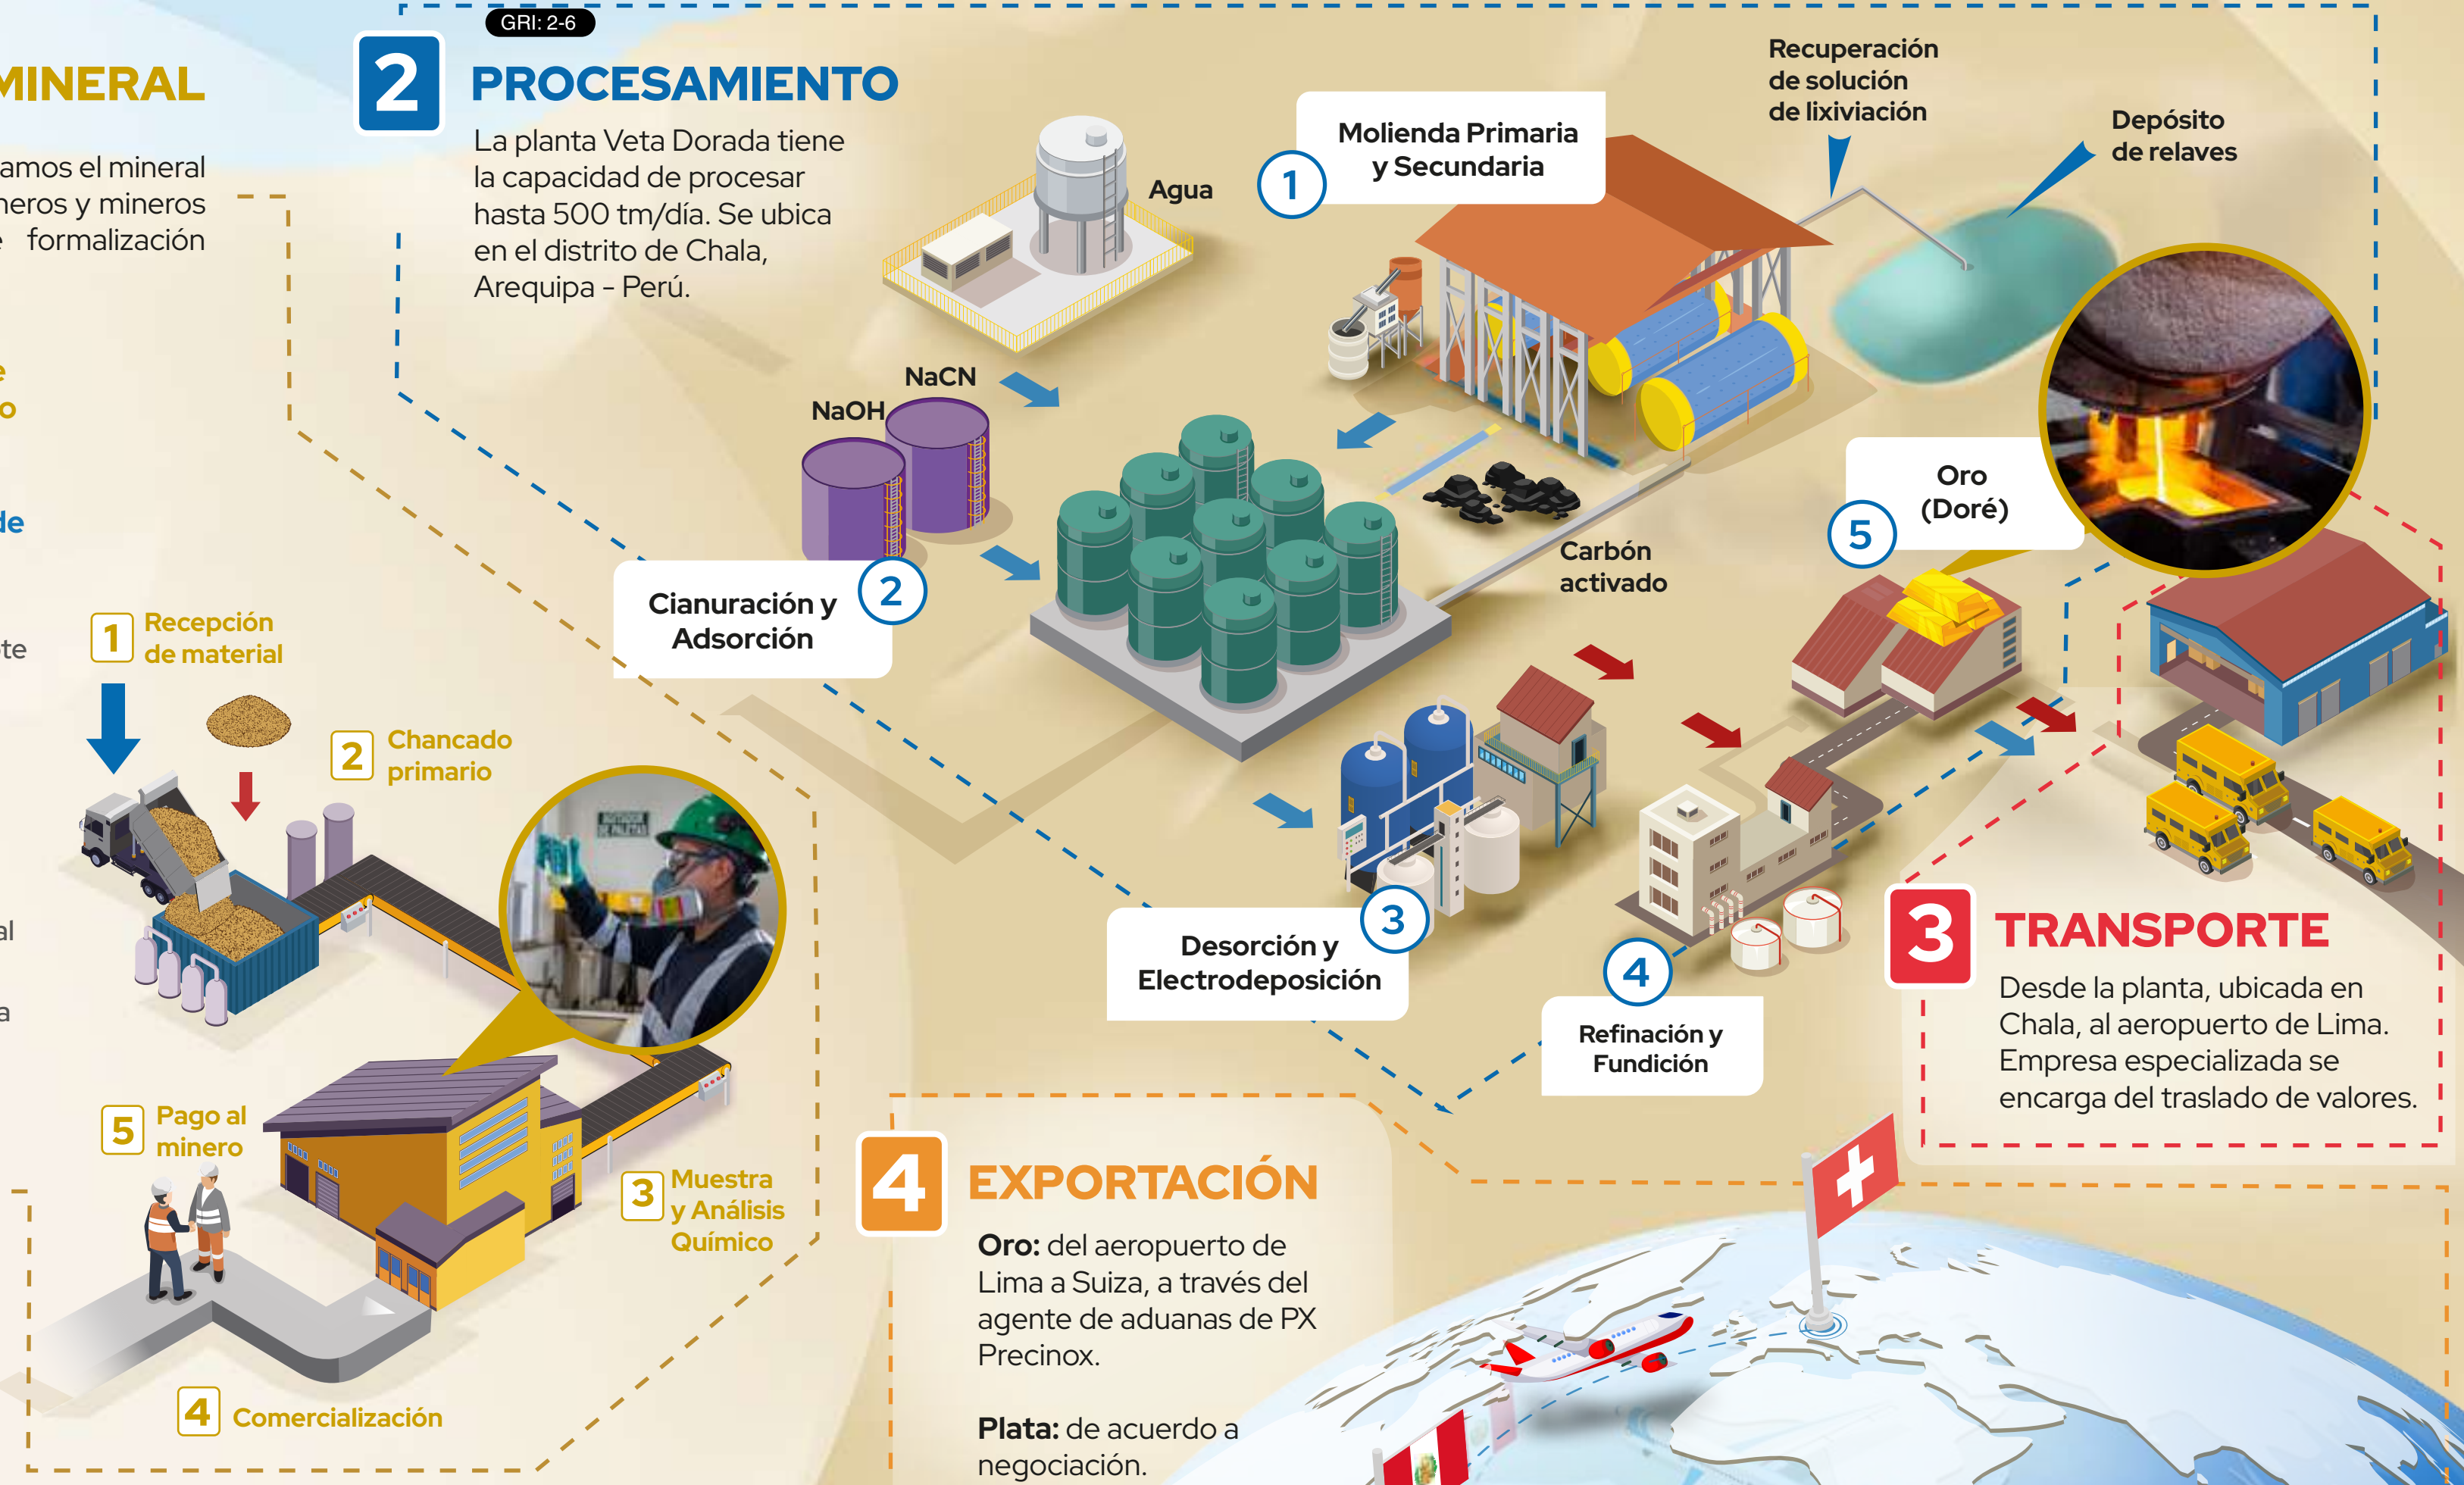 MINERAL
amos el mineral
neros y mineros
formalización
de
1
Recepción
de material
2
Chancado
primario
5
Pago al
minero
3
Muestra
y Análisis
Químico
4
Comercialización
GRI: 2-6
2
PROCESAMIENTO
La planta Veta Dorada tiene
la capacidad de procesar
hasta 500 tm/día. Se ubica
en el distrito de Chala,
Arequipa - Perú.
Agua
1
Molienda Primaria
y Secundaria
Recuperación
de solución
de lixiviación
Depósito
de relaves
NaCN
NaOH
Cianuración y
Adsorción
2
Carbón
activado
Oro
(Doré)
5
Desorción y
Electrodeposición
3
4
Refinación y
Fundición
3
TRANSPORTE
Desde la planta, ubicada en
Chala, al aeropuerto de Lima.
Empresa especializada se
encarga del traslado de valores.
4
EXPORTACIÓN
Oro: del aeropuerto de
Lima a Suiza, a través del
agente de aduanas de PX
Precinox.
Plata: de acuerdo a
negociación.